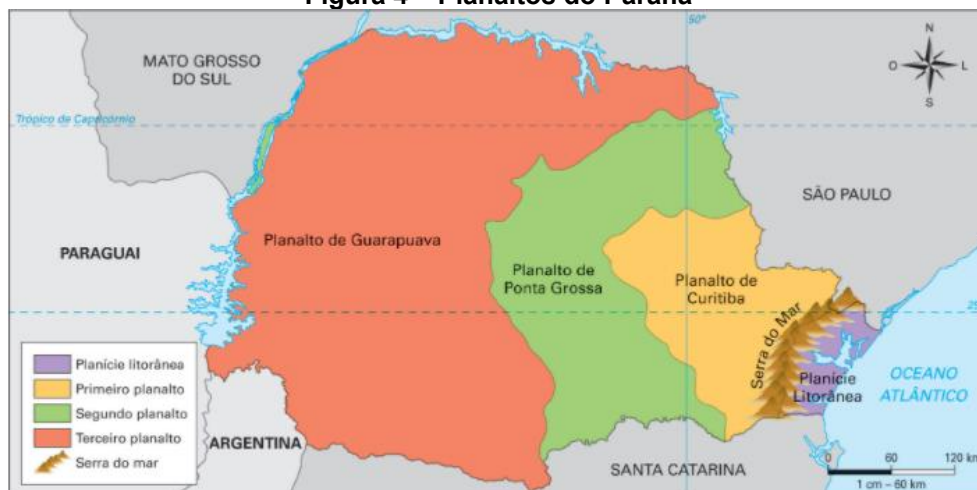 Figura 4 – Planaltos do Paraná
MATO GROSSO
DO SUL
50°
N
O
L
S
Trópico de Capricórnio
SÃO PAULO
PARAGUAI
Planalto de Guarapuava
Planalto de
Ponta Grossa
Planalto de
Curitiba
Serra do Mar
Planície
Litorânea
OCEANO
ATLÂNTICO
Planície litorânea
Primeiro planalto
Segundo planalto
Terceiro planalto
Serra do mar
ARGENTINA
SANTA CATARINA
0 60 120 km
1 cm – 60 km